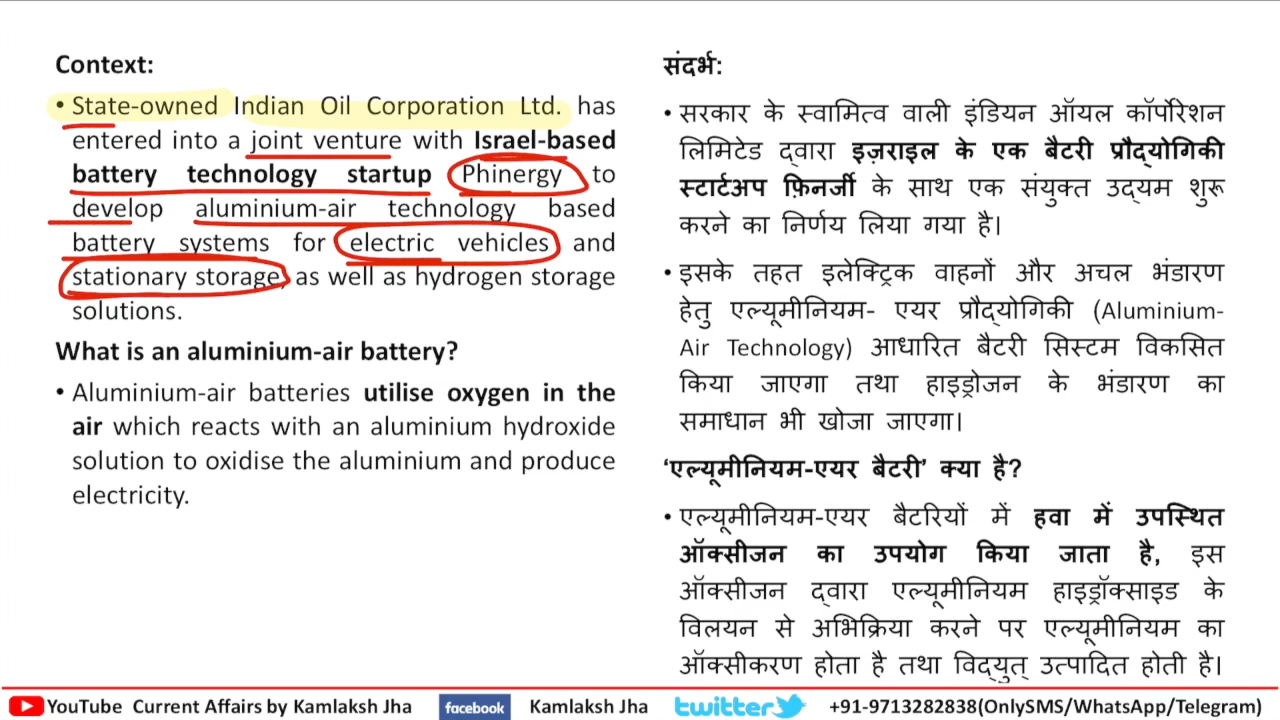 Context:
• State-owned Indian Oil Corporation Ltd. has
entered into a joint venture with Israel-based
battery technology startup Phinergy to
develop aluminium-air technology based
battery systems for electric vehicles and
stationary storage, as well as hydrogen storage
solutions.
What is an aluminium-air battery?
• Aluminium-air batteries utilise oxygen in the
air which reacts with an aluminium hydroxide
solution to oxidise the aluminium and produce
electricity.
संदर्भ:
• सरकार के स्वामित्व वाली इंडियन ऑयल कॉर्पोरेशन
लिमिटेड द्वारा इज़राइल के एक बैटरी प्रौद्योगिकी
स्टार्टअप फ़िनर्जी के साथ एक संयुक्त उद्यम शुरू
करने का निर्णय लिया गया है।
• इसके तहत इलेक्ट्रिक वाहनों और अचल भंडारण
हेतु एल्यूमीनियम- एयर प्रौद्योगिकी (Aluminium-
Air Technology) आधारित बैटरी सिस्टम विकसित
किया जाएगा तथा हाइड्रोजन के भंडारण का
समाधान भी खोजा जाएगा।
‘एल्यूमीनियम-एयर बैटरी’ क्या है?
• एल्यूमीनियम-एयर बैटरियों में हवा में उपस्थित
ऑक्सीजन का उपयोग किया जाता है, इस
ऑक्सीजन द्वारा एल्यूमीनियम हाइड्रॉक्साइड के
विलयन से अभिक्रिया करने पर एल्यूमीनियम का
ऑक्सीकरण होता है तथा विद्युत् उत्पादित होती है।
YouTube Current Affairs by Kamlaksh Jha facebook Kamlaksh Jha twitter +91-9713282838(OnlySMS/WhatsApp/Telegram)